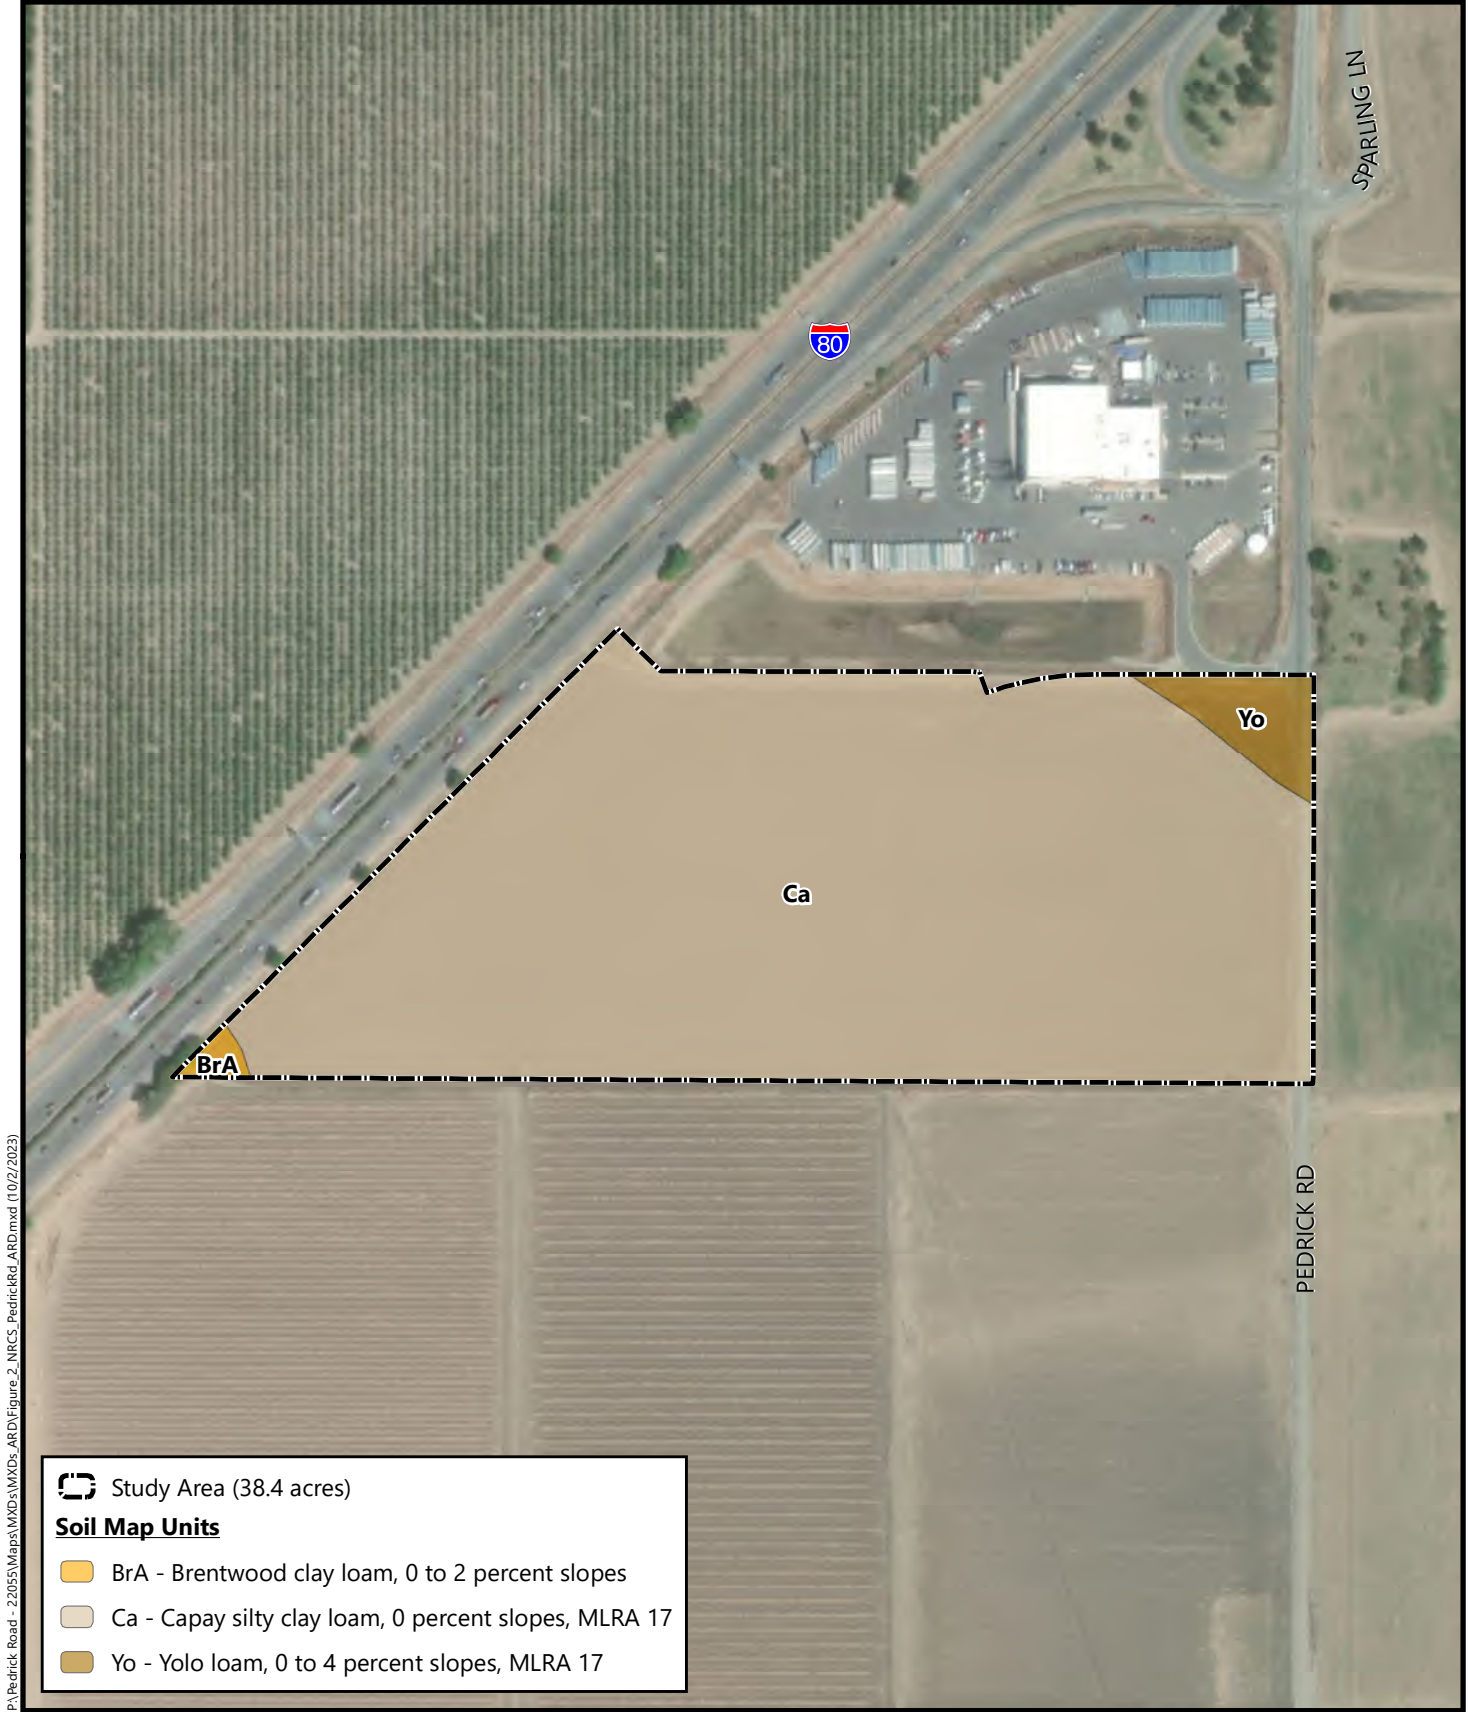 SPARLING LN
80
Yo
Ca
BrA
PEDRICK RD
Study Area (38.4 acres)
Soil Map Units
BrA - Brentwood clay loam, 0 to 2 percent slopes
Ca - Capay silty clay loam, 0 percent slopes, MLRA 17
Yo - Yolo loam, 0 to 4 percent slopes, MLRA 17
P:\Pedrick Road - 22055\Maps\MXDs\MXDs_ARD\Figure_2_NRCS_PedrickRd_ARD.mxd (10/2/2023)